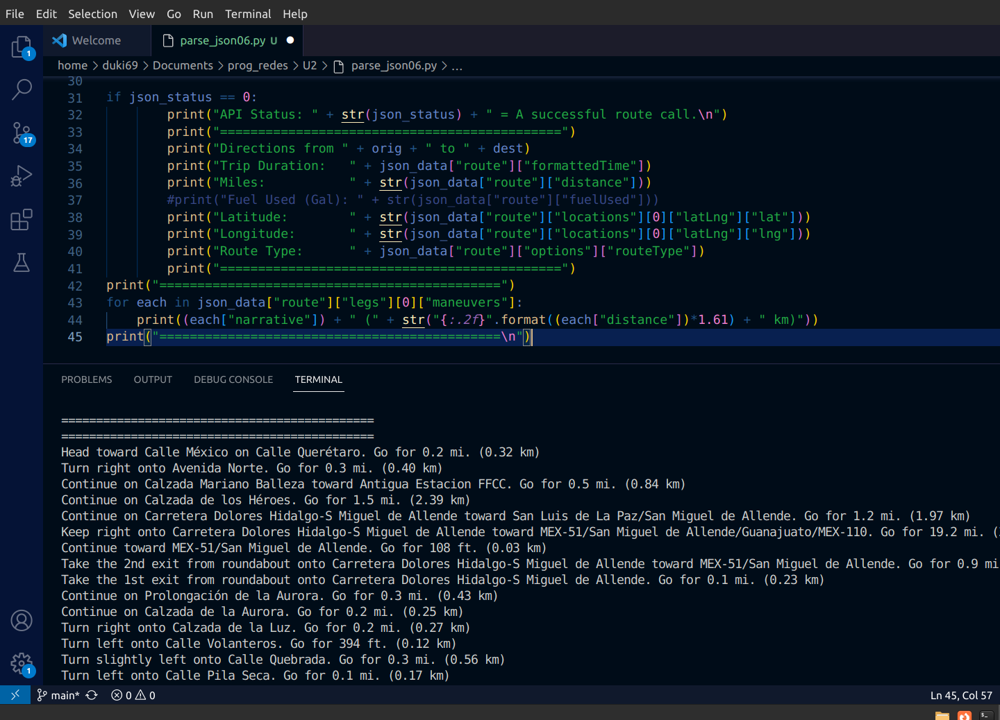 File Edit Selection View Go Run Terminal Help
Welcome parse_json06.py U
1
home > duki69 > Documents > prog_redes > U2 > parse_json06.py > ...
30
31 if json_status == 0:
32 print("API Status: " + str(json_status) + " = A successful route call.\n")
33 print("=============================================")
34 print("Directions from " + orig + " to " + dest)
35 print("Trip Duration:   " + json_data["route"]["formattedTime"])
36 print("Miles:           " + str(json_data["route"]["distance"]))
37 #print("Fuel Used (Gal): " + str(json_data["route"]["fuelUsed"]))
38 print("Latitude:        " + str(json_data["route"]["locations"][0]["latLng"]["lat"]))
39 print("Longitude:       " + str(json_data["route"]["locations"][0]["latLng"]["lng"]))
40 print("Route Type:      " + json_data["route"]["options"]["routeType"])
41 print("=============================================")
42 print("=============================================")
43 for each in json_data["route"]["legs"][0]["maneuvers"]:
44 print((each["narrative"]) + " (" + str("{:.2f}".format((each["distance"])*1.61) + " km)"))
45 print("=============================================\n")
17
PROBLEMS OUTPUT DEBUG CONSOLE TERMINAL
=============================================
=============================================
Head toward Calle México on Calle Querétaro. Go for 0.2 mi. (0.32 km)
Turn right onto Avenida Norte. Go for 0.3 mi. (0.40 km)
Continue on Calzada Mariano Balleza toward Antigua Estacion FFCC. Go for 0.5 mi. (0.84 km)
Continue on Calzada de los Héroes. Go for 1.5 mi. (2.39 km)
Continue on Carretera Dolores Hidalgo-S Miguel de Allende toward San Luis de La Paz/San Miguel de Allende. Go for 1.2 mi. (1.97 km)
Keep right onto Carretera Dolores Hidalgo-S Miguel de Allende toward MEX-51/San Miguel de Allende/Guanajuato/MEX-110. Go for 19.2 mi. (
Continue toward MEX-51/San Miguel de Allende. Go for 108 ft. (0.03 km)
Take the 2nd exit from roundabout onto Carretera Dolores Hidalgo-S Miguel de Allende toward MEX-51/San Miguel de Allende. Go for 0.9 mi
Take the 1st exit from roundabout onto Carretera Dolores Hidalgo-S Miguel de Allende. Go for 0.1 mi. (0.23 km)
Continue on Prolongación de la Aurora. Go for 0.3 mi. (0.43 km)
Continue on Calzada de la Aurora. Go for 0.2 mi. (0.25 km)
Turn right onto Calzada de la Luz. Go for 0.2 mi. (0.27 km)
Turn left onto Calle Volanteros. Go for 394 ft. (0.12 km)
Turn slightly left onto Calle Quebrada. Go for 0.3 mi. (0.56 km)
Turn left onto Calle Pila Seca. Go for 0.1 mi. (0.17 km)
1
main* 0 0 Ln 45, Col 57